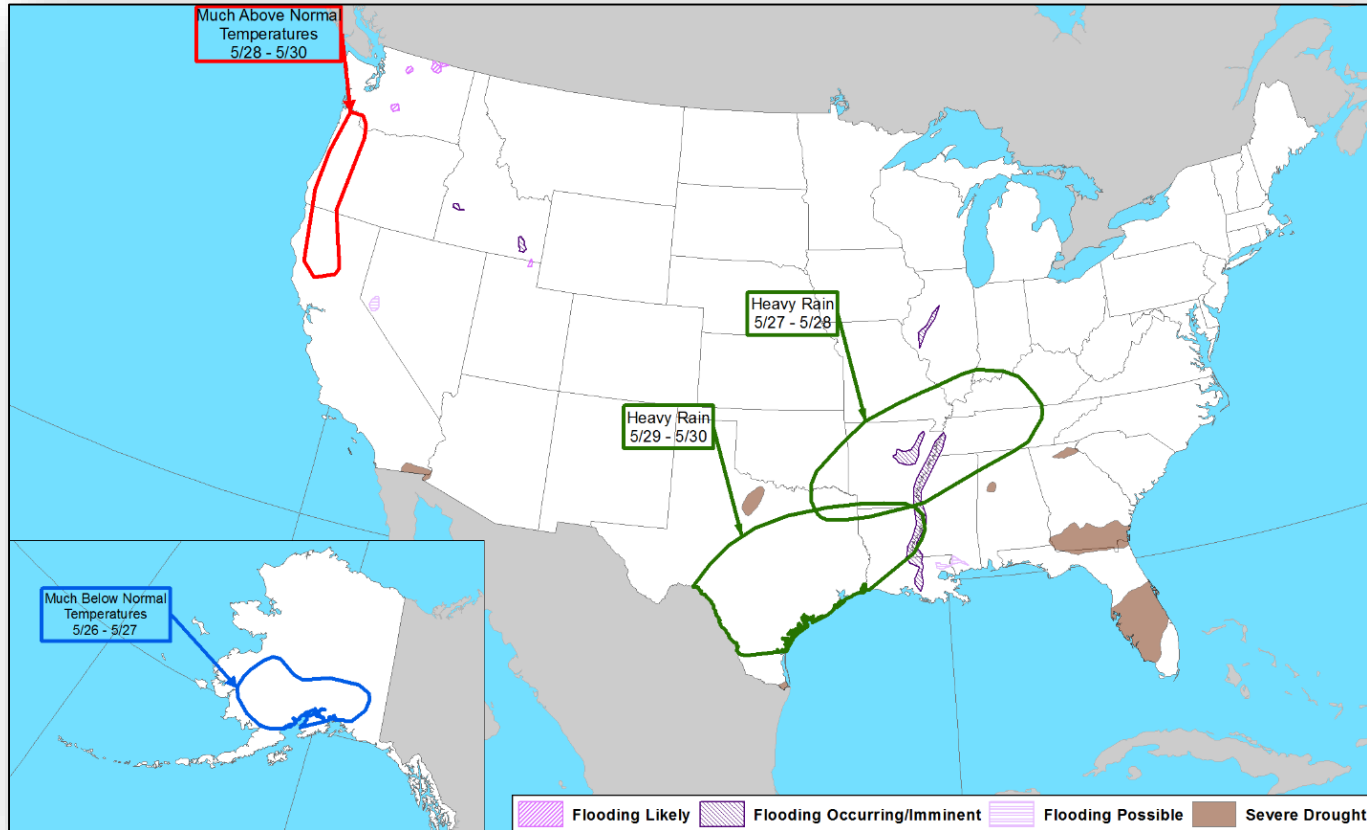 Much Above Normal
Temperatures
5/28 - 5/30
Heavy Rain
5/27 - 5/28
Heavy Rain
5/29 - 5/30
Much Below Normal
Temperatures
5/26 - 5/27
Flooding Likely
Flooding Occurring/Imminent
Flooding Possible
Severe Drought